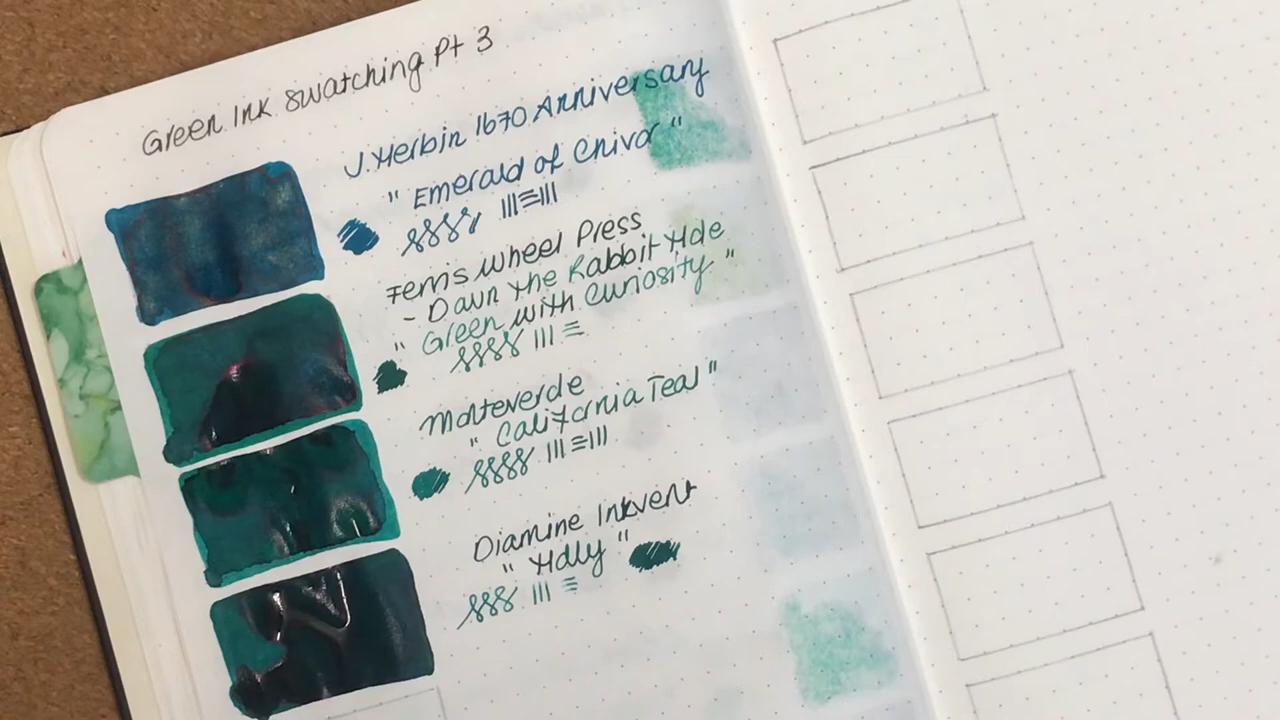 Green Ink swatching Pt 3
J. Herbin 1670 Anniversary
"Emerald of Chivor"
Ferris Wheel Press
- Down the Rabbit Hole
"Green with Curiosity"
Monteverde
"California Teal"
Diamine Inkvent
"Holly"